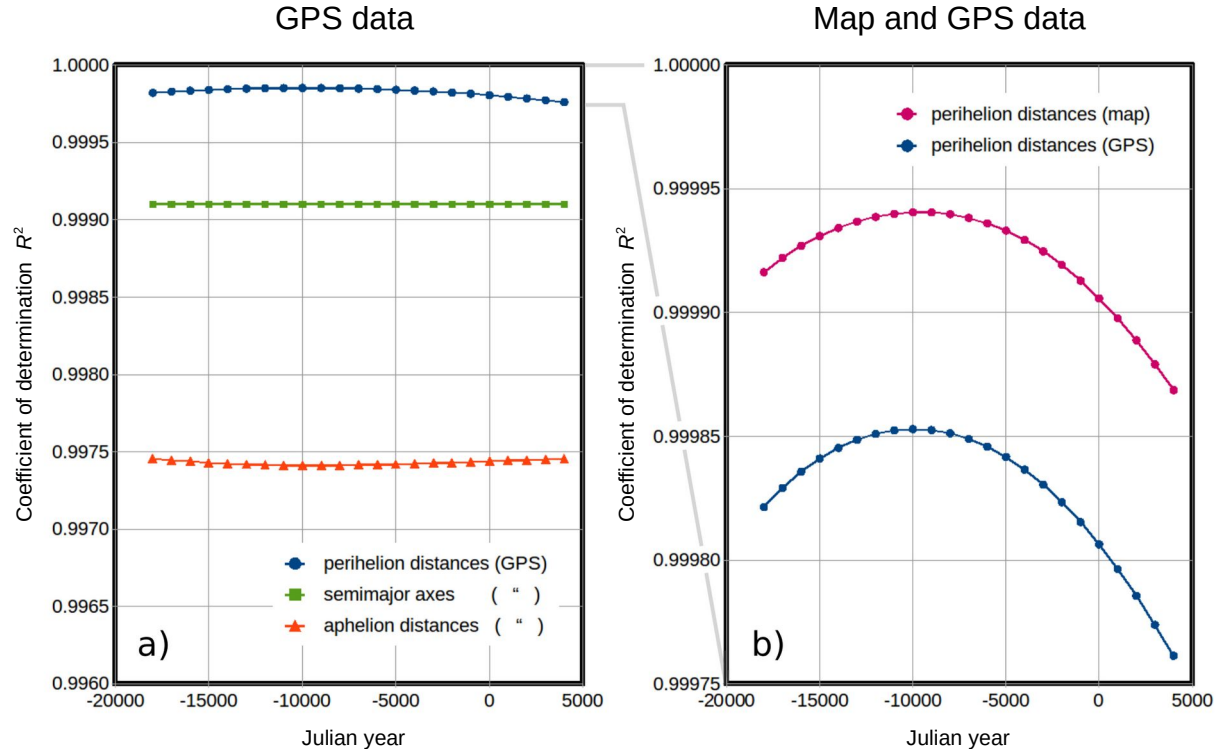 GPS data
Map and GPS data
Coefficient of determination R²
1.0000
0.9995
0.9990
0.9985
0.9980
0.9975
0.9970
0.9965
0.9960
perihelion distances (GPS)
semimajor axes ( “ )
aphelion distances ( “ )
a)
-20000 -15000 -10000 -5000 0 5000
Julian year
Coefficient of determination R²
1.00000
0.99995
0.99990
0.99985
0.99980
0.99975
perihelion distances (map)
perihelion distances (GPS)
b)
-20000 -15000 -10000 -5000 0 5000
Julian year